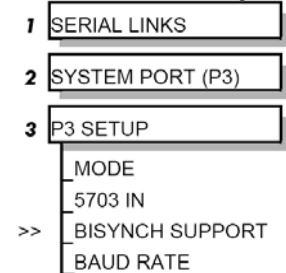 1 SERIAL LINKS
2 SYSTEM PORT (P3)
3 P3 SETUP
MODE
5703 IN
>> BISYNCH SUPPORT
BAUD RATE